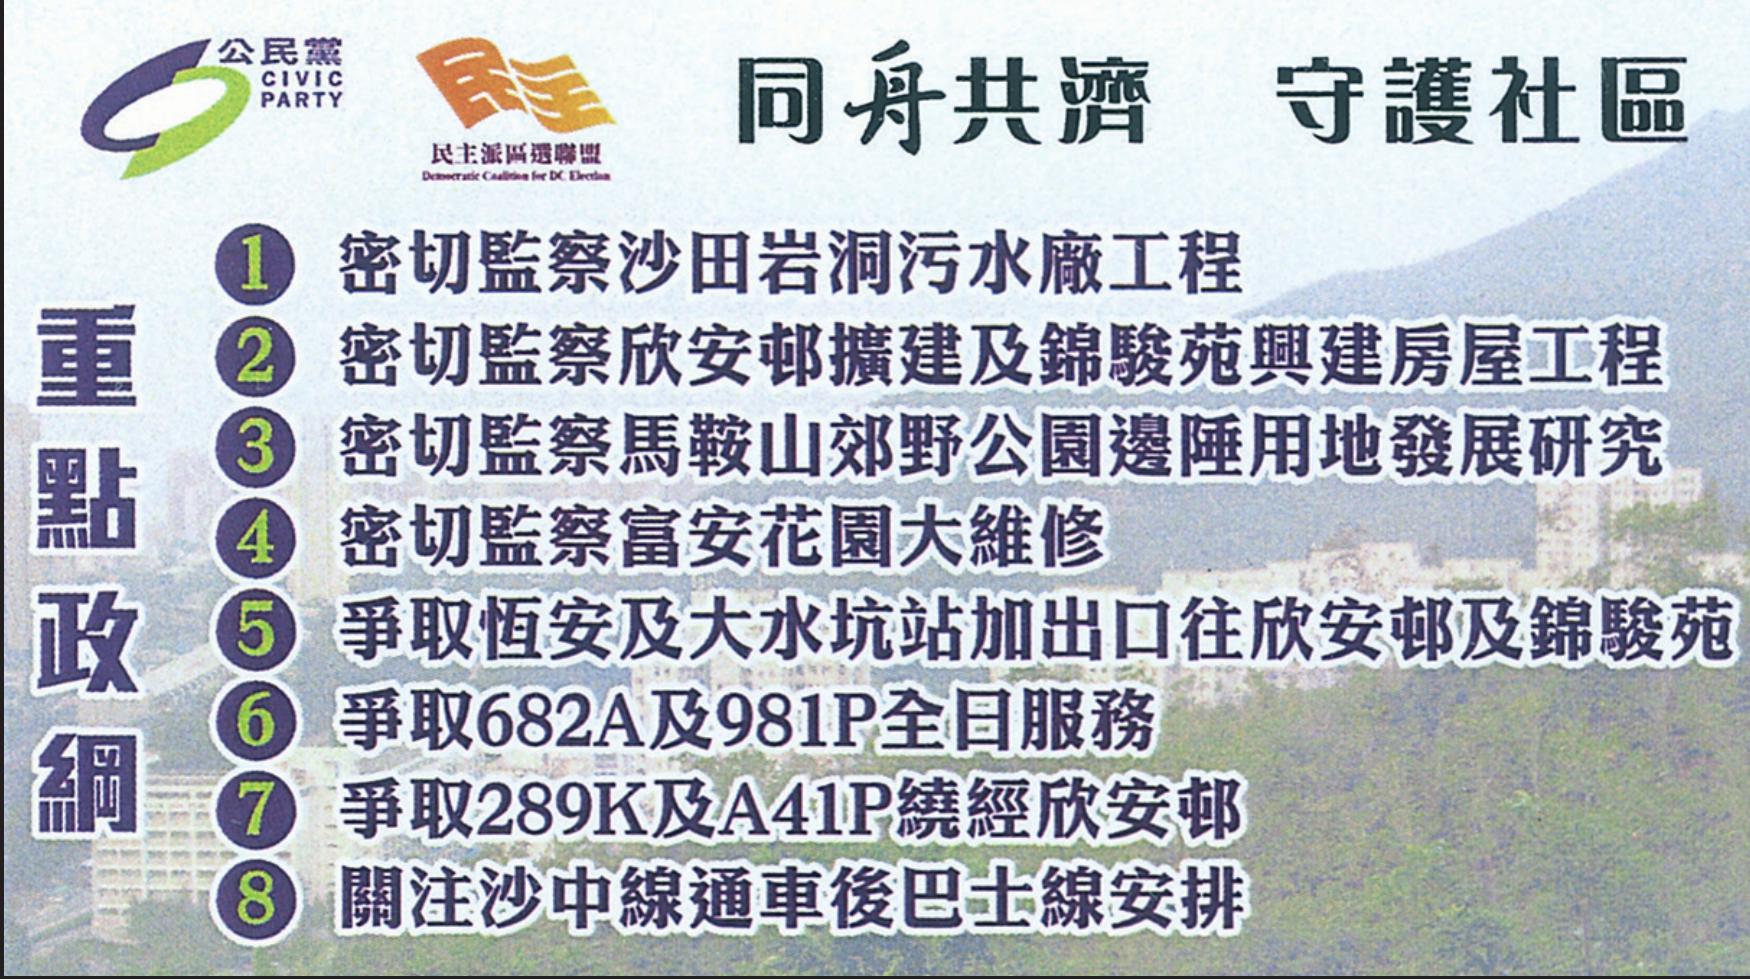 公民黨
CIVIC
PARTY
民主
民主派區選聯盟
Democratic Coalition for DC Election
同舟共濟 守護社區
重點政綱
1 密切監察沙田岩洞污水廠工程
2 密切監察欣安邨擴建及錦駿苑興建房屋工程
3 密切監察馬鞍山郊野公園邊陲用地發展研究
4 密切監察富安花園大維修
5 爭取恆安及大水坑站加出口往欣安邨及錦駿苑
6 爭取682A及981P全日服務
7 爭取289K及A41P繞經欣安邨
8 關注沙中線通車後巴士線安排